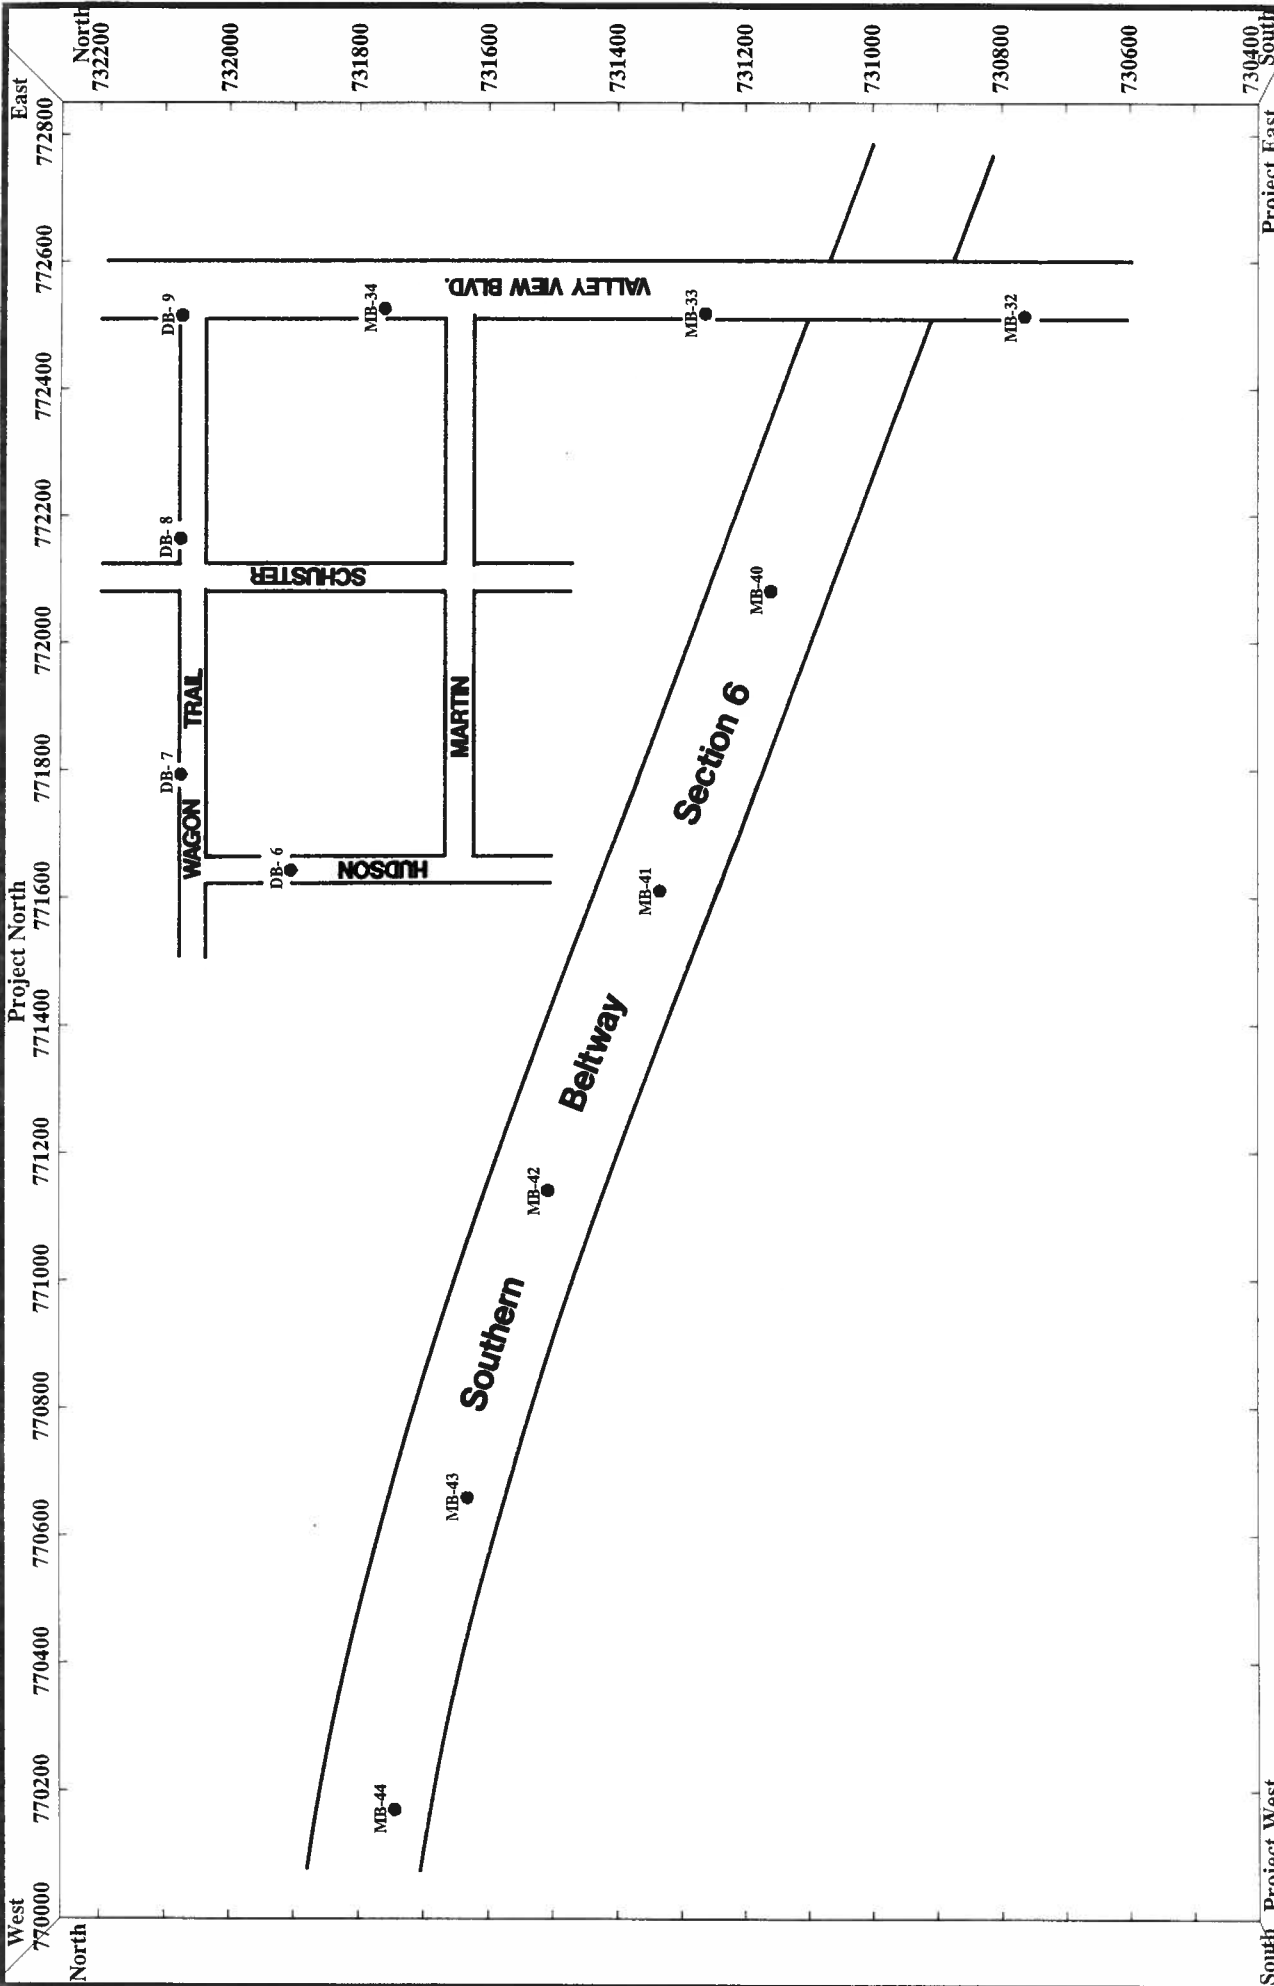 Project North
West
770000
770200
770400
770600
770800
771000
771200
771400
771600
771800
772000
772200
772400
772600
772800
East
North
North
732200
732000
731800
731600
731400
731200
731000
730800
730600
730400
South
DB- 7
DB- 8
DB- 9
WAGON TRAIL
DB- 6
HUDSON
SCHUSTER
MB-34
MARTIN
VALLEY VIEW BLVD.
MB-33
MB-32
MB-44
MB-43
MB-42
MB-41
MB-40
Southern Beltway Section 6
South
Project West
Project East